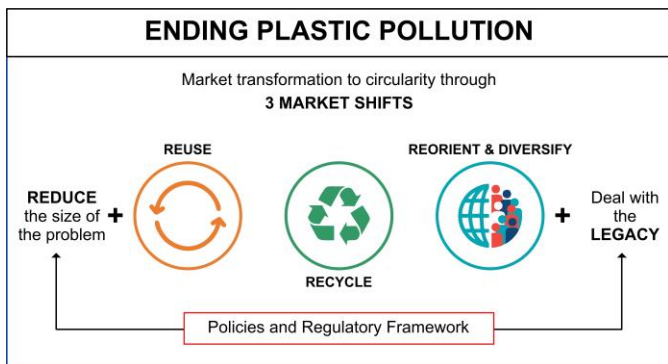 ENDING PLASTIC POLLUTION
Market transformation to circularity through
3 MARKET SHIFTS
REUSE
REORIENT & DIVERSIFY
REDUCE
the size of
the problem
+
+
Deal with
the
LEGACY
RECYCLE
Policies and Regulatory Framework